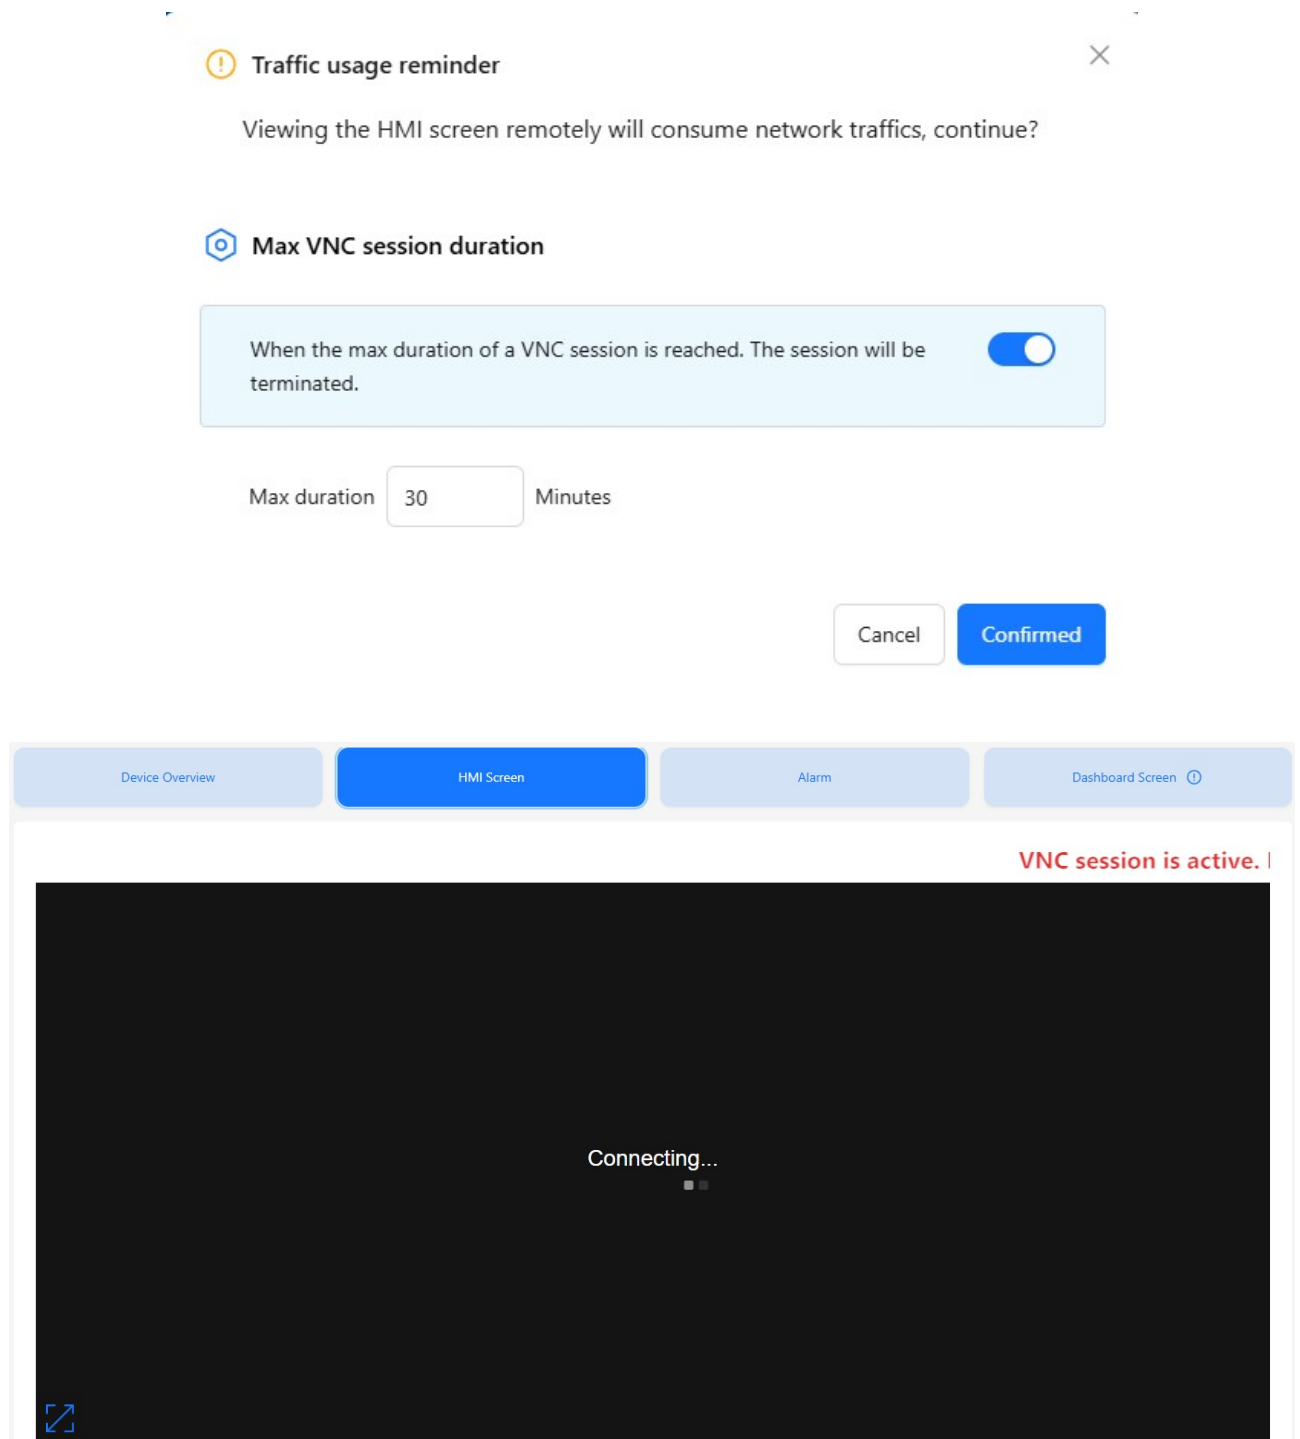 Traffic usage reminder
Viewing the HMI screen remotely will consume network traffics, continue?
Max VNC session duration
When the max duration of a VNC session is reached. The session will be
terminated.
Max duration 30 Minutes
Cancel Confirmed
Device Overview HMI Screen Alarm Dashboard Screen
VNC session is active.
Connecting...